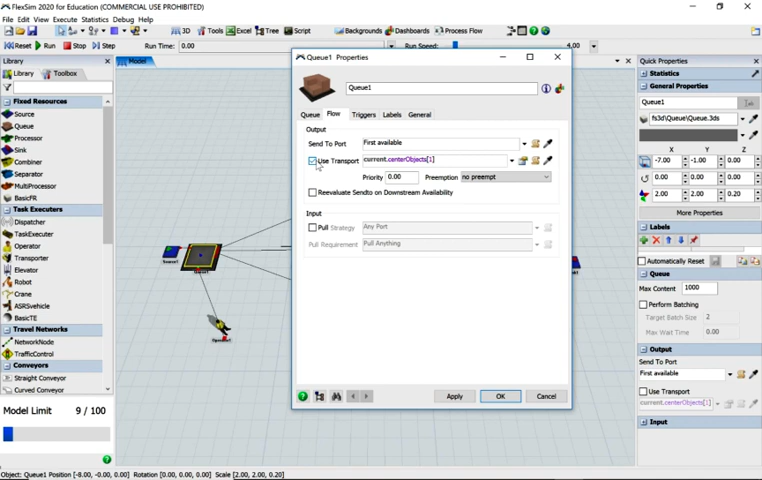 FlexSim 2020 for Education (COMMERCIAL USE PROHIBITED)
File Edit View Execute Statistics Debug Help
3D Tools Excel Tree Script Backgrounds Dashboards Process Flow
Reset Run Stop Step Run Time: 0.00 Run Speed: 4.00
Library
Library Toolbox
Fixed Resources
Source
Queue
Processor
Sink
Combiner
Separator
MultiProcessor
BasicFR
Task Executers
Dispatcher
TaskExecuter
Operator
Transporter
Elevator
Robot
Crane
ASRSvehicle
BasicTE
Travel Networks
NetworkNode
TrafficControl
Conveyors
Straight Conveyor
Curved Conveyor
Model Limit 9 / 100
Model
Queue1 Properties
Queue1
Queue Flow Triggers Labels General
Output
Send To Port First available
Use Transport current.centerObjects[1]
Priority 0.00 Preemption no preempt
Reevaluate Sendto on Downstream Availability
Input
Pull Strategy Any Port
Pull Requirement Pull Anything
Apply OK Cancel
Quick Properties
Statistics
General Properties
Queue1
fs3d\Queue\Queue.3
X Y Z
-7.00 -1.00 0.00
0.00 0.00 0.00
2.00 2.00 0.20
More Properties
Labels
Automatically Reset
Queue
Max Content 1000
Perform Batching
Target Batch Size 2
Max Wait Time 0.00
Output
Send To Port
First available
Use Transport
current.centerObjects[1]
Input
Object: Queue1 Position [-8.00, -0.00, 0.00] Rotation [0.00, 0.00, 0.00] Scale [2.00, 2.00, 0.20]